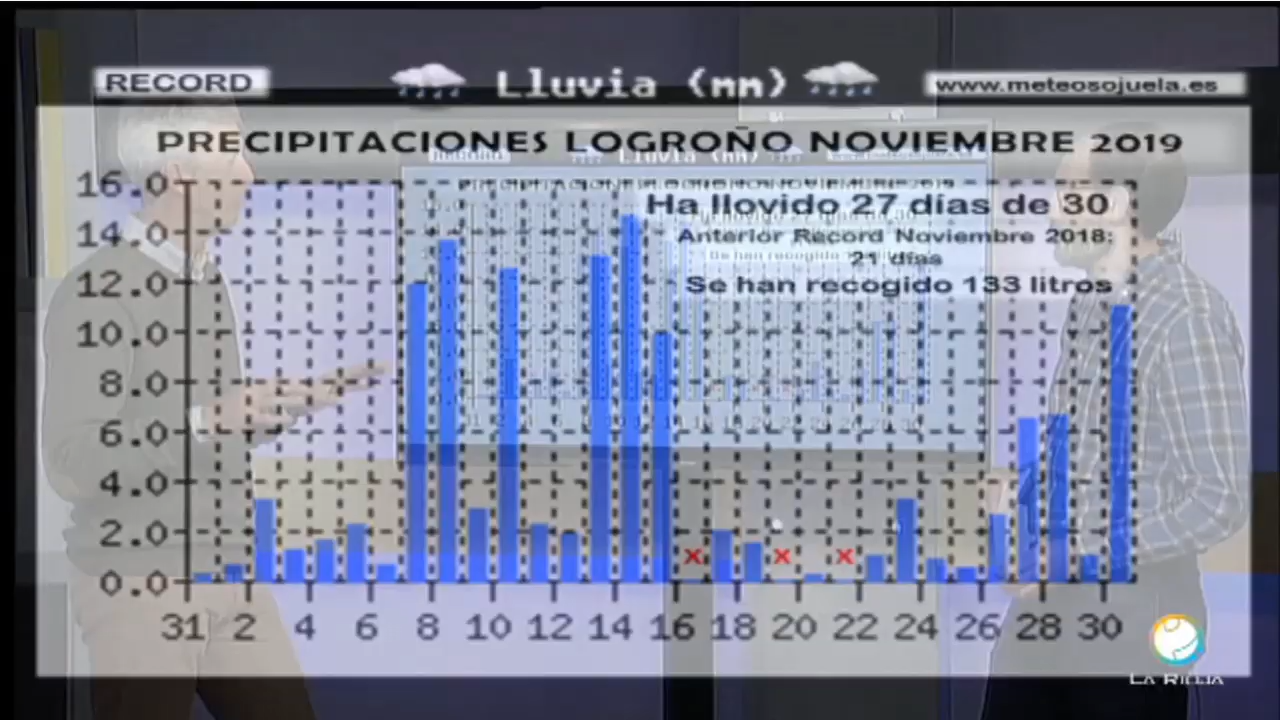 RECORD
Lluvia (mm)
www.meteosojuela.es
PRECIPITACIONES LOGROÑO NOVIEMBRE 2019
Ha llovido 27 días de 30
Anterior Record Noviembre 2018:
21 días
Se han recogido 133 litros
16.0
14.0
12.0
10.0
8.0
6.0
4.0
2.0
0.0
31 2 4 6 8 10 12 14 16 18 20 22 24 26 28 30
LA RIOJA